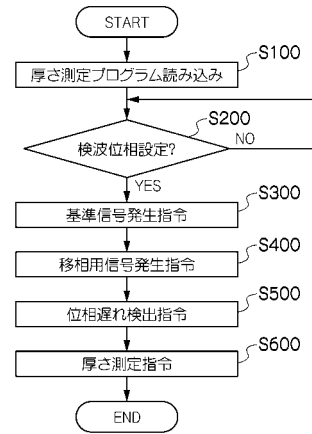 START
S100
厚さ測定プログラム読み込み
S200
検波位相設定?
NO
YES
S300
基準信号発生指令
S400
移相用信号発生指令
S500
位相遅れ検出指令
S600
厚さ測定指令
END